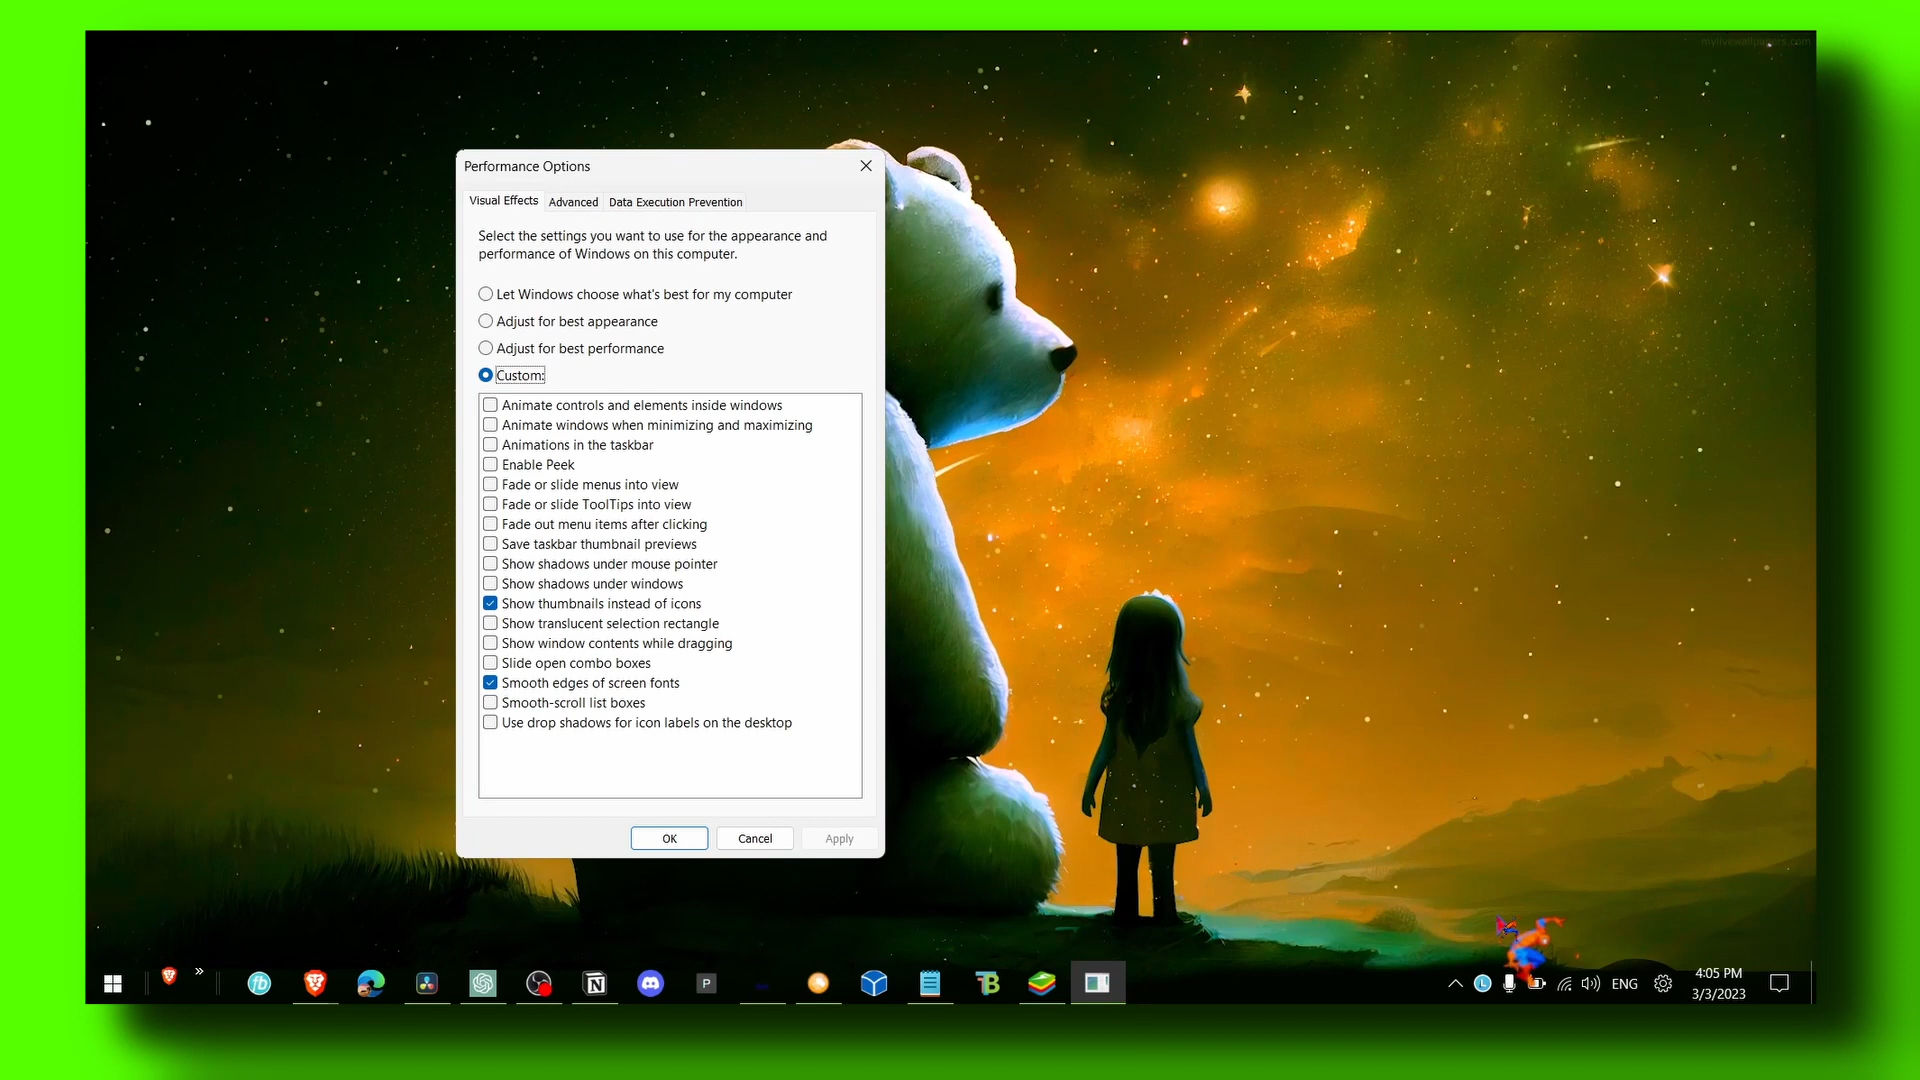 mylivewallpapers.com
Performance Options
Visual Effects
Advanced
Data Execution Prevention
Select the settings you want to use for the appearance and
performance of Windows on this computer.
Let Windows choose what's best for my computer
Adjust for best appearance
Adjust for best performance
Custom:
Animate controls and elements inside windows
Animate windows when minimizing and maximizing
Animations in the taskbar
Enable Peek
Fade or slide menus into view
Fade or slide ToolTips into view
Fade out menu items after clicking
Save taskbar thumbnail previews
Show shadows under mouse pointer
Show shadows under windows
Show thumbnails instead of icons
Show translucent selection rectangle
Show window contents while dragging
Slide open combo boxes
Smooth edges of screen fonts
Smooth-scroll list boxes
Use drop shadows for icon labels on the desktop
OK
Cancel
Apply
fb
N
P
TB
L
ENG
4:05 PM
3/3/2023